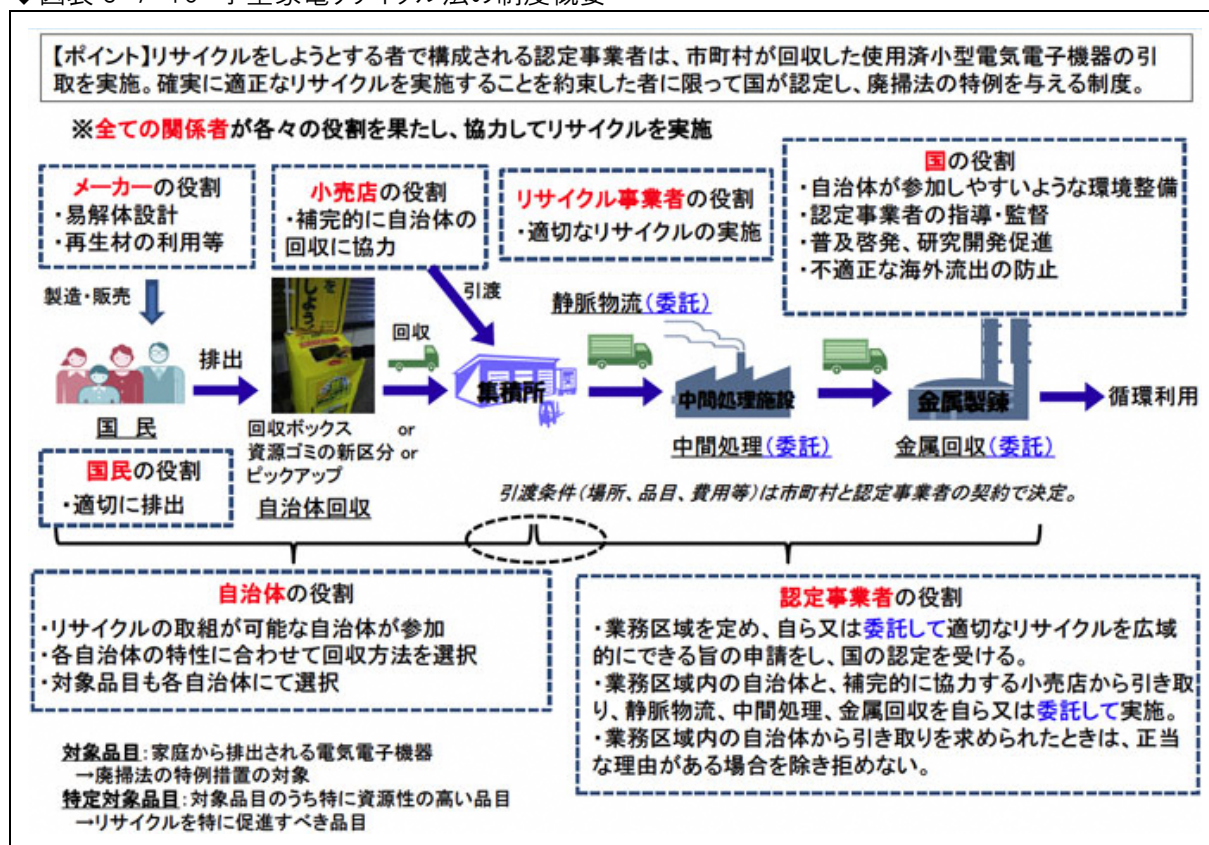 【ポイント】リサイクルをしようとする者で構成される認定事業者は、市町村が回収した使用済小型電気電子機器の引
取を実施。確実に適正なリサイクルを実施することを約束した者に限って国が認定し、廃掃法の特例を与える制度。
※全ての関係者が各々の役割を果たし、協力してリサイクルを実施
メーカーの役割
・易解体設計
・再生材の利用等
小売店の役割
・補完的に自治体の
回収に協力
リサイクル事業者の役割
・適切なリサイクルの実施
国の役割
・自治体が参加しやすいような環境整備
・認定事業者の指導・監督
・普及啓発、研究開発促進
・不適正な海外流出の防止
製造・販売
引渡
静脈物流(委託)
排出
回収
集積所
中間処理施設
金属製錬
循環利用
国 民
回収ボックス or
資源ゴミの新区分 or
ピックアップ
自治体回収
中間処理(委託)
金属回収(委託)
国民の役割
・適切に排出
引渡条件(場所、品目、費用等)は市町村と認定事業者の契約で決定。
自治体の役割
・リサイクルの取組が可能な自治体が参加
・各自治体の特性に合わせて回収方法を選択
・対象品目も各自治体にて選択
認定事業者の役割
・業務区域を定め、自ら又は委託して適切なリサイクルを広域
的にできる旨の申請をし、国の認定を受ける。
・業務区域内の自治体と、補完的に協力する小売店から引き取
り、静脈物流、中間処理、金属回収を自ら又は委託して実施。
・業務区域内の自治体から引き取りを求められたときは、正当
な理由がある場合を除き拒めない。
対象品目:家庭から排出される電気電子機器
→廃掃法の特例措置の対象
特定対象品目:対象品目のうち特に資源性の高い品目
→リサイクルを特に促進すべき品目